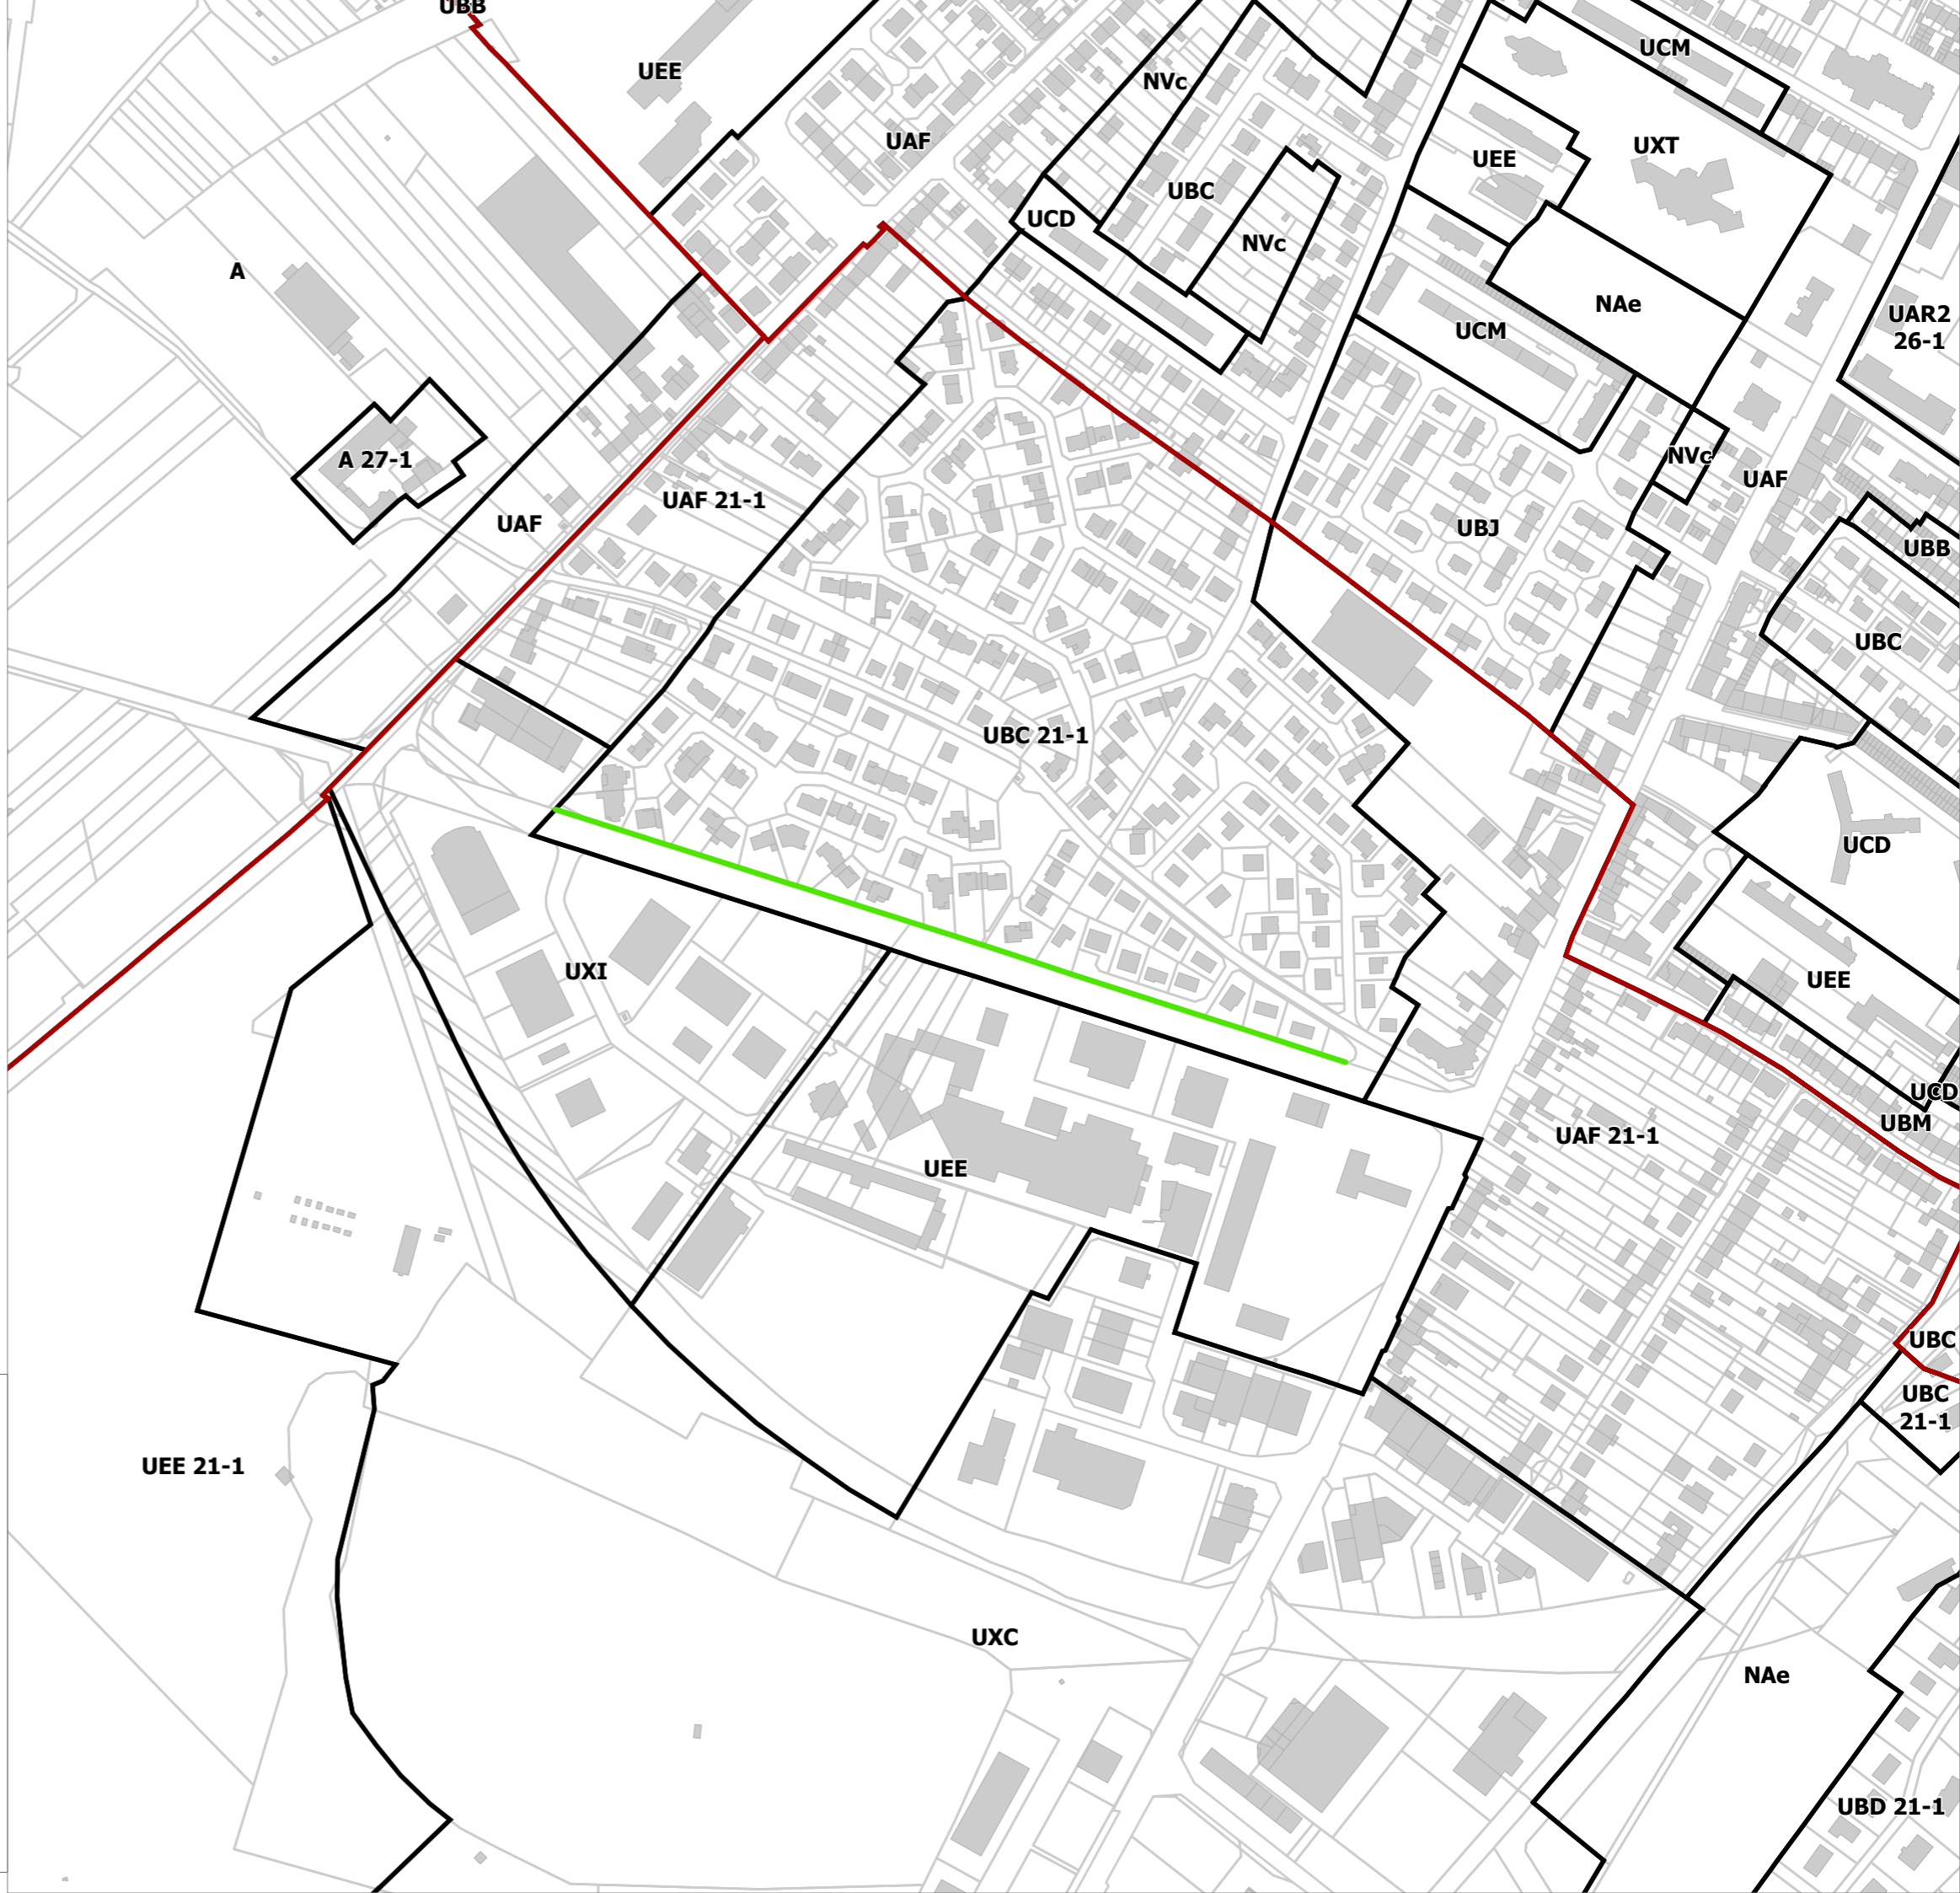 UBB
UCM
UEE
NVc
UAF
UXT
UEE
UBC
UCD
NVc
A
NAe
UAR2
26-1
UCM
NVc
A 27-1
UAF
UAF 21-1
UAF
UBJ
UBB
UBC
UBC 21-1
UCD
UXI
UEE
UCD
UBM
UAF 21-1
UEE
UBC
UBC
21-1
UEE 21-1
UXC
NAe
UBD 21-1